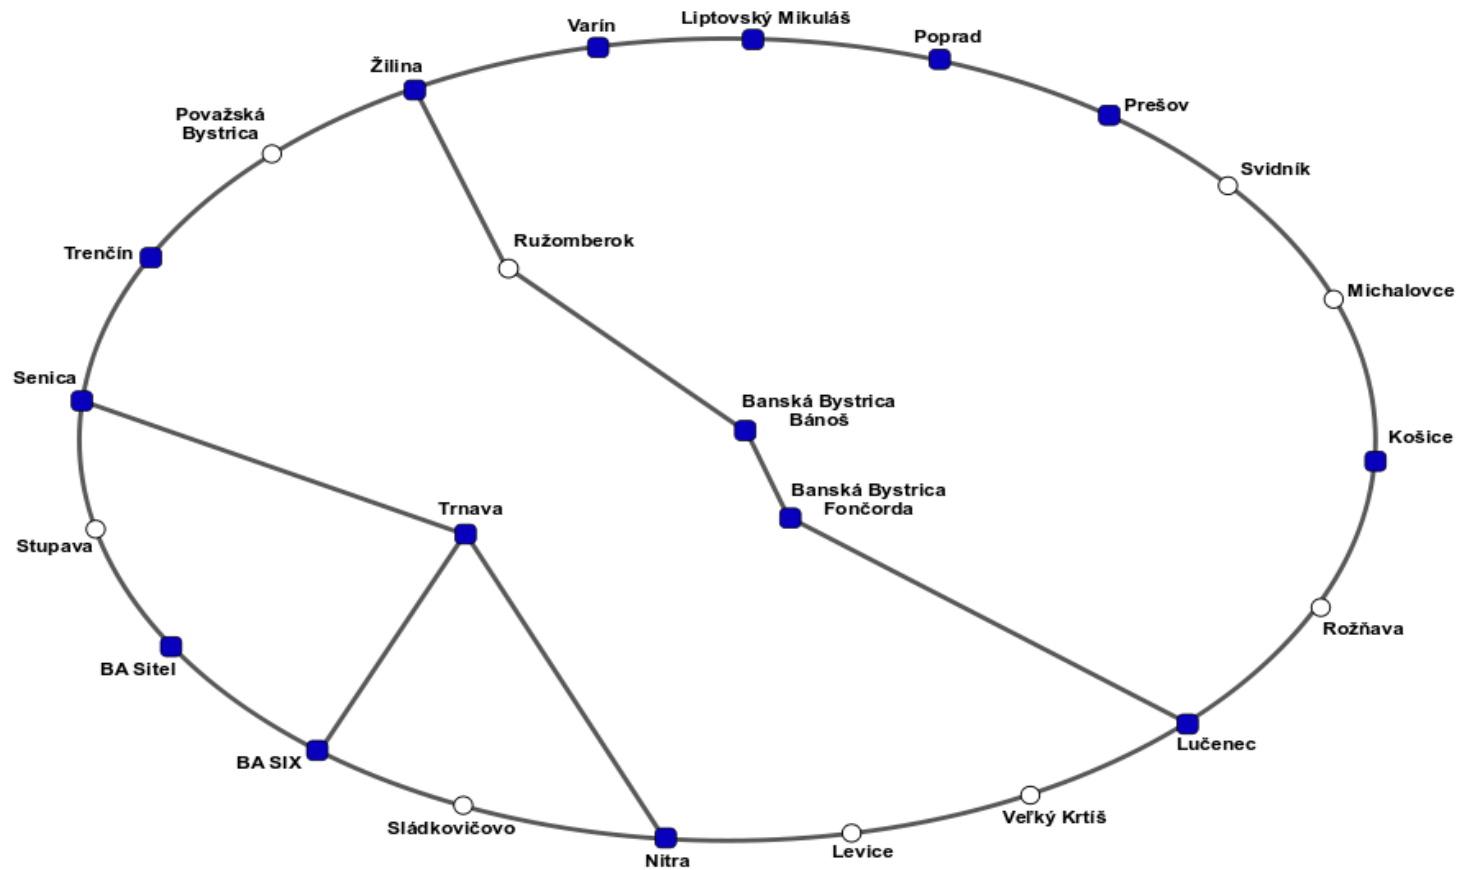 Liptovský Mikuláš
Varín
Poprad
Žilina
Prešov
Považská
Bystrica
Svidník
Ružomberok
Trenčín
Michalovce
Senica
Banská Bystrica
Bánoš
Košice
Banská Bystrica
Fončorda
Trnava
Stupava
Rožňava
BA Sitel
Lučenec
BA SIX
Veľký Krtíš
Sládkovičovo
Levice
Nitra